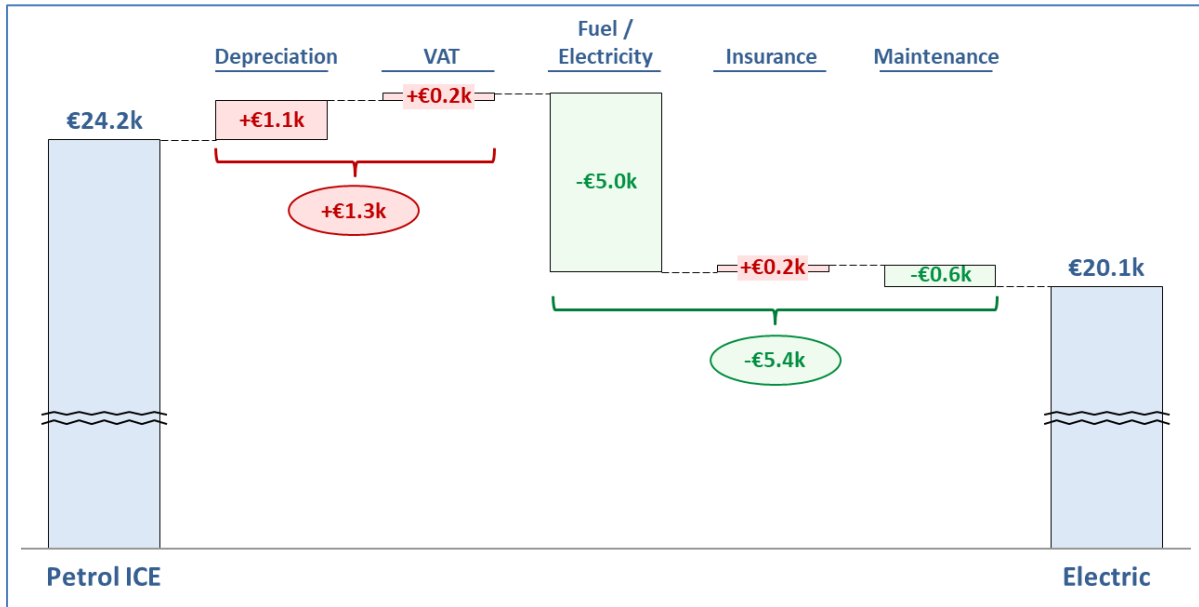 Depreciation
VAT
Fuel /
Electricity
Insurance
Maintenance
€24.2k
+€1.1k
+€0.2k
+€1.3k
-€5.0k
+€0.2k
-€0.6k
-€5.4k
€20.1k
Petrol ICE
Electric